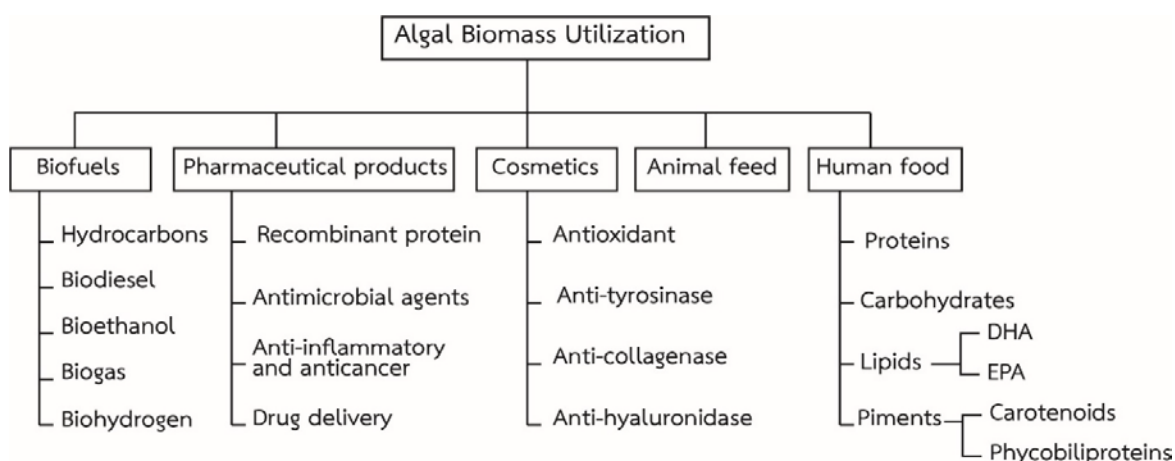 Algal Biomass Utilization
Biofuels
Hydrocarbons
Biodiesel
Bioethanol
Biogas
Biohydrogen
Pharmaceutical products
Recombinant protein
Antimicrobial agents
Anti-inflammatory
and anticancer
Drug delivery
Cosmetics
Antioxidant
Anti-tyrosinase
Anti-collagenase
Anti-hyaluronidase
Animal feed
Human food
Proteins
Carbohydrates
Lipids
DHA
EPA
Piments
Carotenoids
Phycobiliproteins